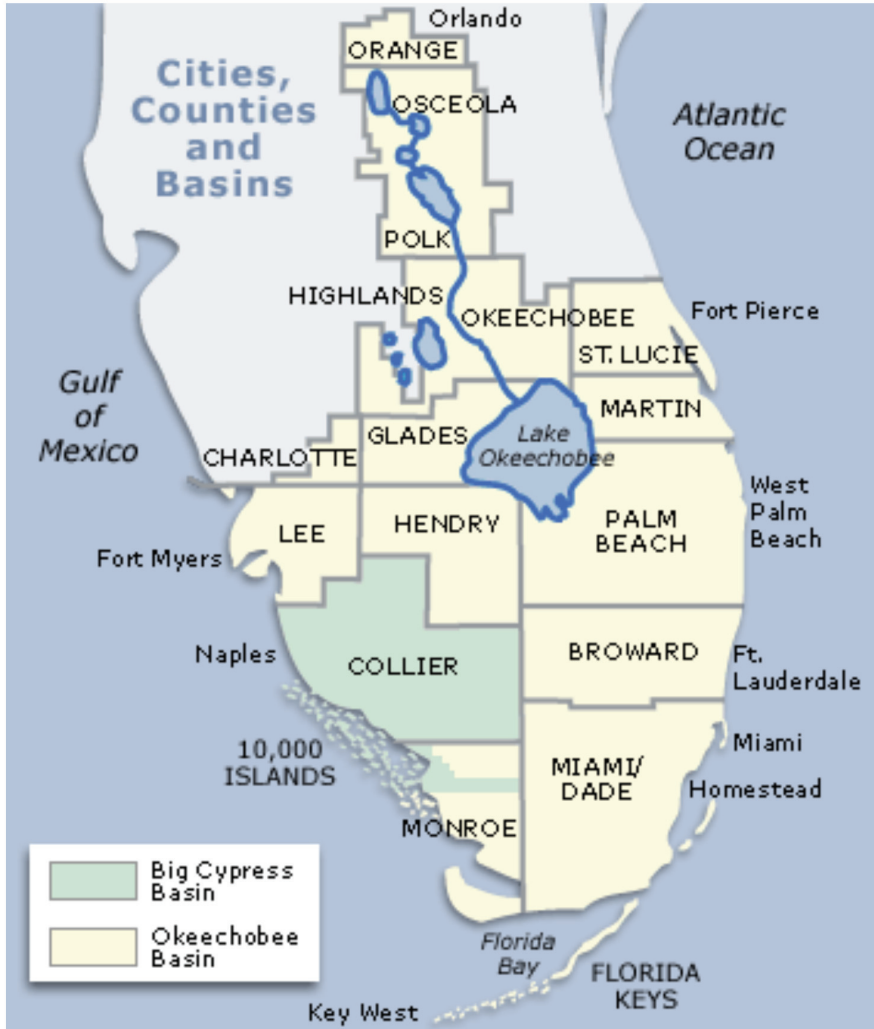 Orlando
ORANGE
Cities,
Counties
and
Basins
OSCEOLA
Atlantic
Ocean
POLK
HIGHLANDS
OKEECHOBEE
Fort Pierce
ST. LUCIE
Gulf
of
Mexico
MARTIN
GLADES
Lake
Okeechobee
CHARLOTTE
West
Palm
Beach
LEE
HENDRY
PALM
BEACH
Fort Myers
Naples
COLLIER
BROWARD
Ft.
Lauderdale
10,000
ISLANDS
Miami
MIAMI/
DADE
Homestead
MONROE
Big Cypress
Basin
Okeechobee
Basin
Florida
Bay
FLORIDA
KEYS
Key West